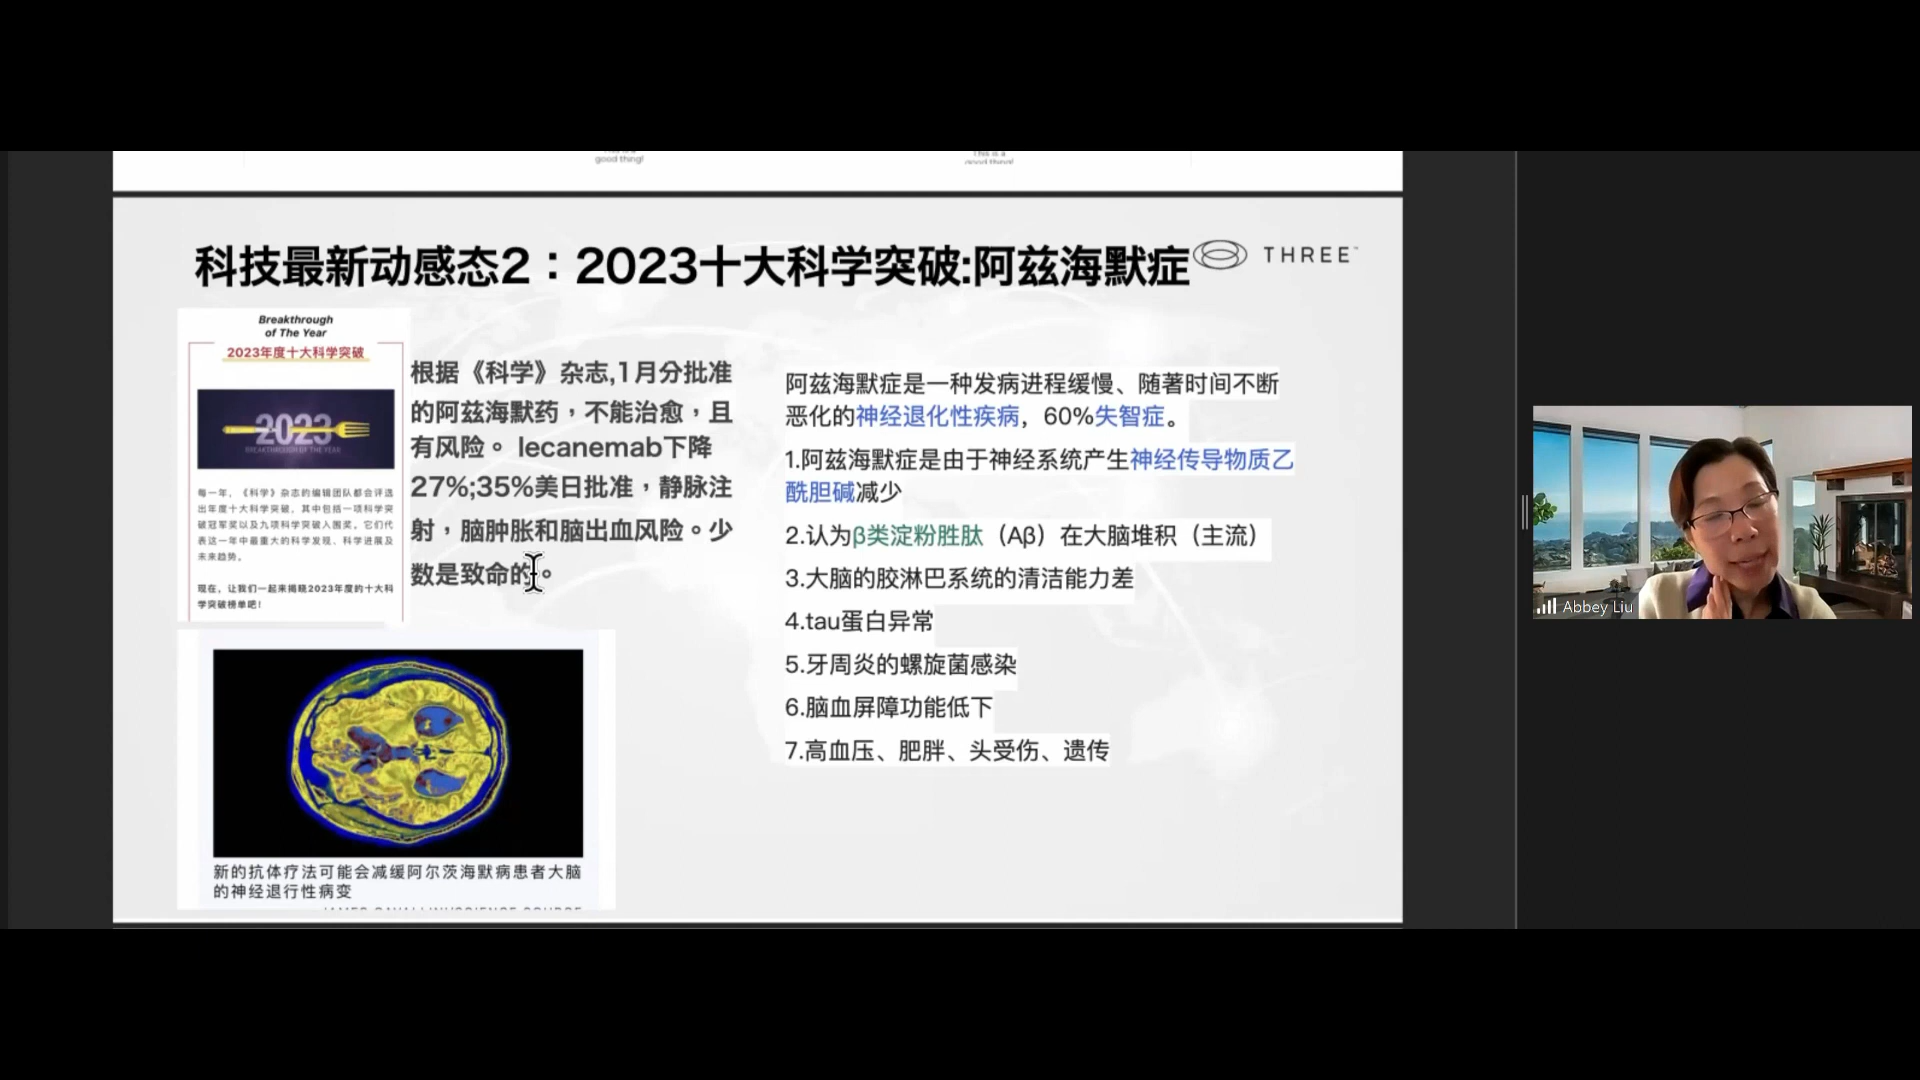 good thing!
This is a
good thing!
科技最新动感态2：2023十大科学突破:阿兹海默症
THREE
Breakthrough
of The Year
2023年度十大科学突破
2023
BREAKTHROUGH OF THE YEAR
每一年，《科学》杂志的编辑团队都会评选
出年度十大科学突破，其中包括一项科学突
破冠军奖以及九项科学突破入围奖。它们代
表这一年中最重大的科学发现、科学进展及
未来趋势。
现在，让我们一起来揭晓2023年度的十大科
学突破榜单吧！
根据《科学》杂志,1月分批准
的阿兹海默药，不能治愈，且
有风险。 lecanemab下降
27%;35%美日批准，静脉注
射，脑肿胀和脑出血风险。少
数是致命的。
新的抗体疗法可能会减缓阿尔茨海默病患者大脑
的神经退行性病变
阿兹海默症是一种发病进程缓慢、随著时间不断
恶化的神经退化性疾病，60%失智症。
1.阿兹海默症是由于神经系统产生神经传导物质乙
酰胆碱减少
2.认为β类淀粉胜肽（Aβ）在大脑堆积（主流）
3.大脑的胶淋巴系统的清洁能力差
4.tau蛋白异常
5.牙周炎的螺旋菌感染
6.脑血屏障功能低下
7.高血压、肥胖、头受伤、遗传
Abbey Liu